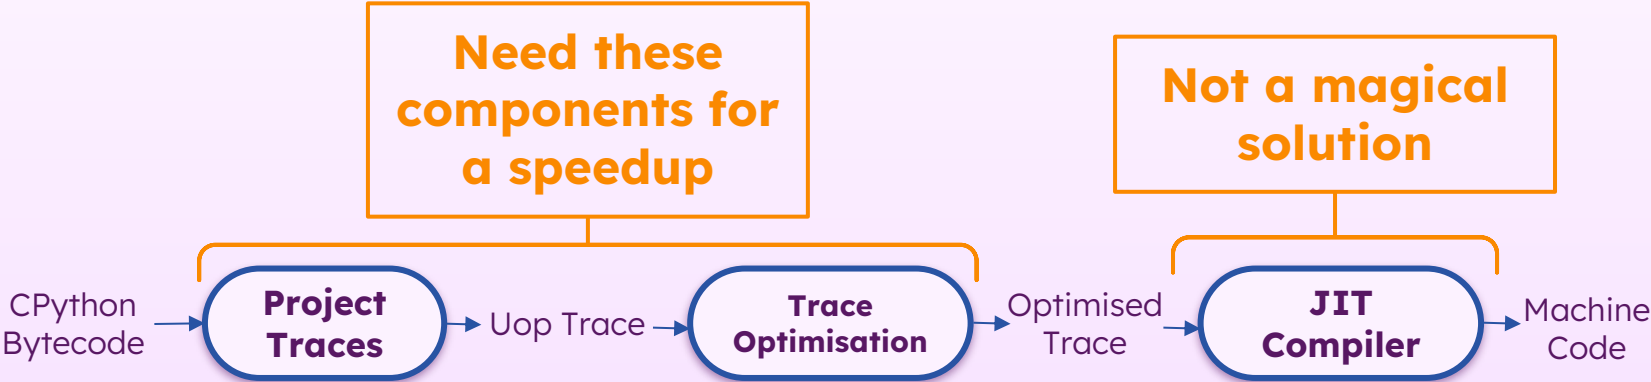 Need these
components for
a speedup
Not a magical
solution
CPython
Bytecode
Project
Traces
Uop Trace
Trace
Optimisation
Optimised
Trace
JIT
Compiler
Machine
Code